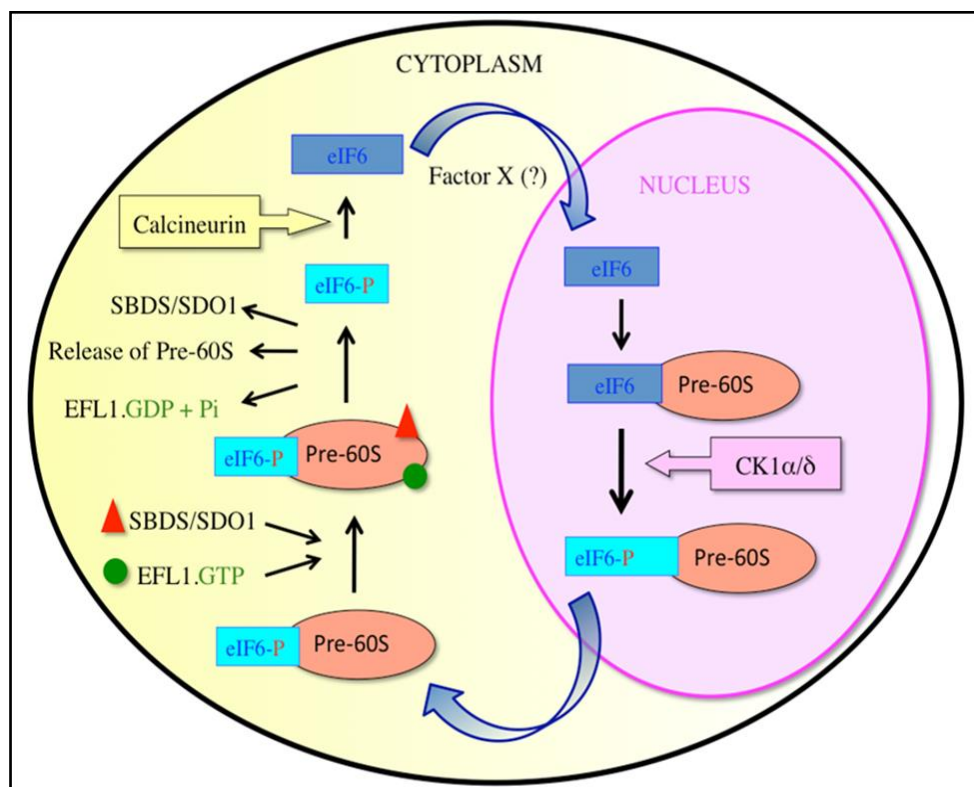 CYTOPLASM
eIF6
Factor X (?)
NUCLEUS
Calcineurin
eIF6
eIF6-P
SBDS/SDO1
Release of Pre-60S
eIF6 Pre-60S
EFL1.GDP + Pi
eIF6-P Pre-60S
CK1α/δ
SBDS/SDO1
eIF6-P Pre-60S
EFL1.GTP
eIF6-P Pre-60S